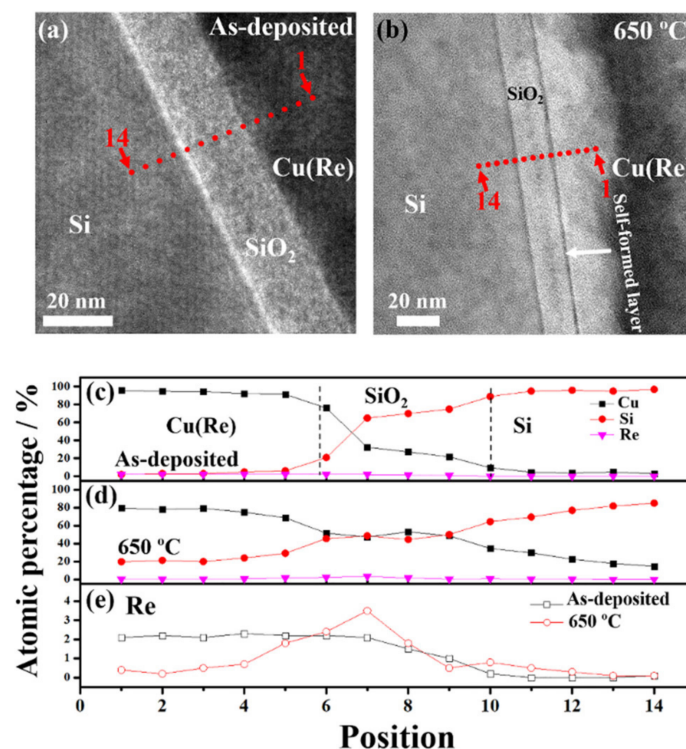 (a)
As-deposited
1
14
Cu(Re)
Si
SiO2
20 nm
(b)
650 ºC
SiO2
Cu(Re)
1
14
Si
Self-formed layer
20 nm
Atomic percentage / %
100
80
60
40
20
0
(c)
SiO2
Cu(Re)
Si
As-deposited
Cu
Si
Re
80
60
40
20
0
(d)
650 ºC
4
3
2
1
0
(e)
Re
As-deposited
650 ºC
0 2 4 6 8 10 12 14
Position